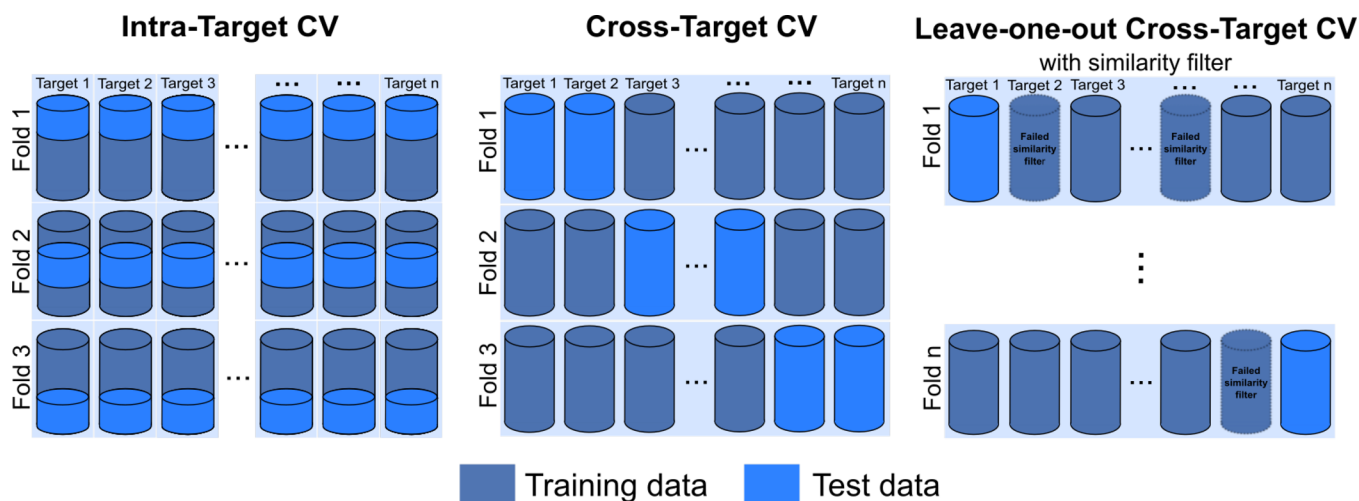 Intra-Target CV
Target 1 Target 2 Target 3 ... ... Target n
Fold 1
...
Fold 2
...
Fold 3
...
Cross-Target CV
Target 1 Target 2 Target 3 ... ... Target n
Fold 1
...
Fold 2
...
Fold 3
...
Leave-one-out Cross-Target CV
with similarity filter
Target 1 Target 2 Target 3 ... ... Target n
Fold 1
Failed
similarity
filter
...
Failed
similarity
filter
⋮
Fold n
...
Failed
similarity
filter
Training data
Test data